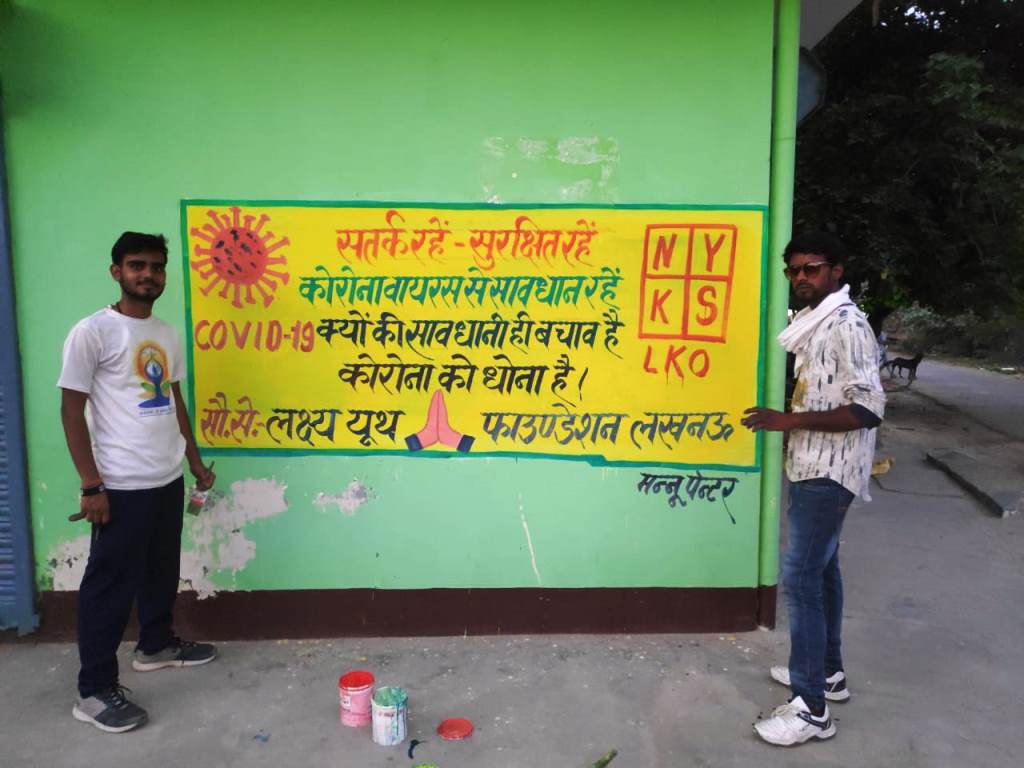 सतर्क रहें - सुरक्षित रहें
कोरोना वायरस से सावधान रहें
COVID-19 क्यों की सावधानी ही बचाव है
कोरोना को धोना है।
सौ. से.- लक्ष्य यूथ फाउण्डेशन लखनऊ
N Y
K S
LKO
मन्नू पेन्टर